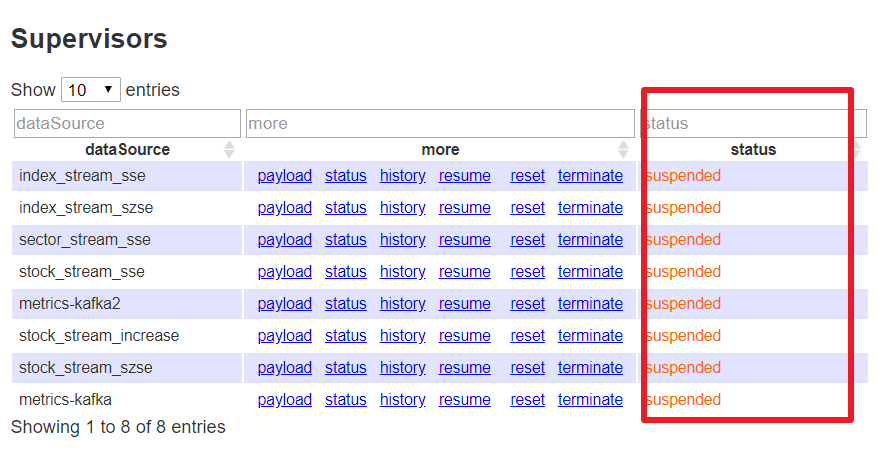 Supervisors
Show 10 entries
dataSource more status
dataSource more status
index_stream_sse payload status history resume reset terminate suspended
index_stream_szse payload status history resume reset terminate suspended
sector_stream_sse payload status history resume reset terminate suspended
stock_stream_sse payload status history resume reset terminate suspended
metrics-kafka2 payload status history resume reset terminate suspended
stock_stream_increase payload status history resume reset terminate suspended
stock_stream_szse payload status history resume reset terminate suspended
metrics-kafka payload status history resume reset terminate suspended
Showing 1 to 8 of 8 entries